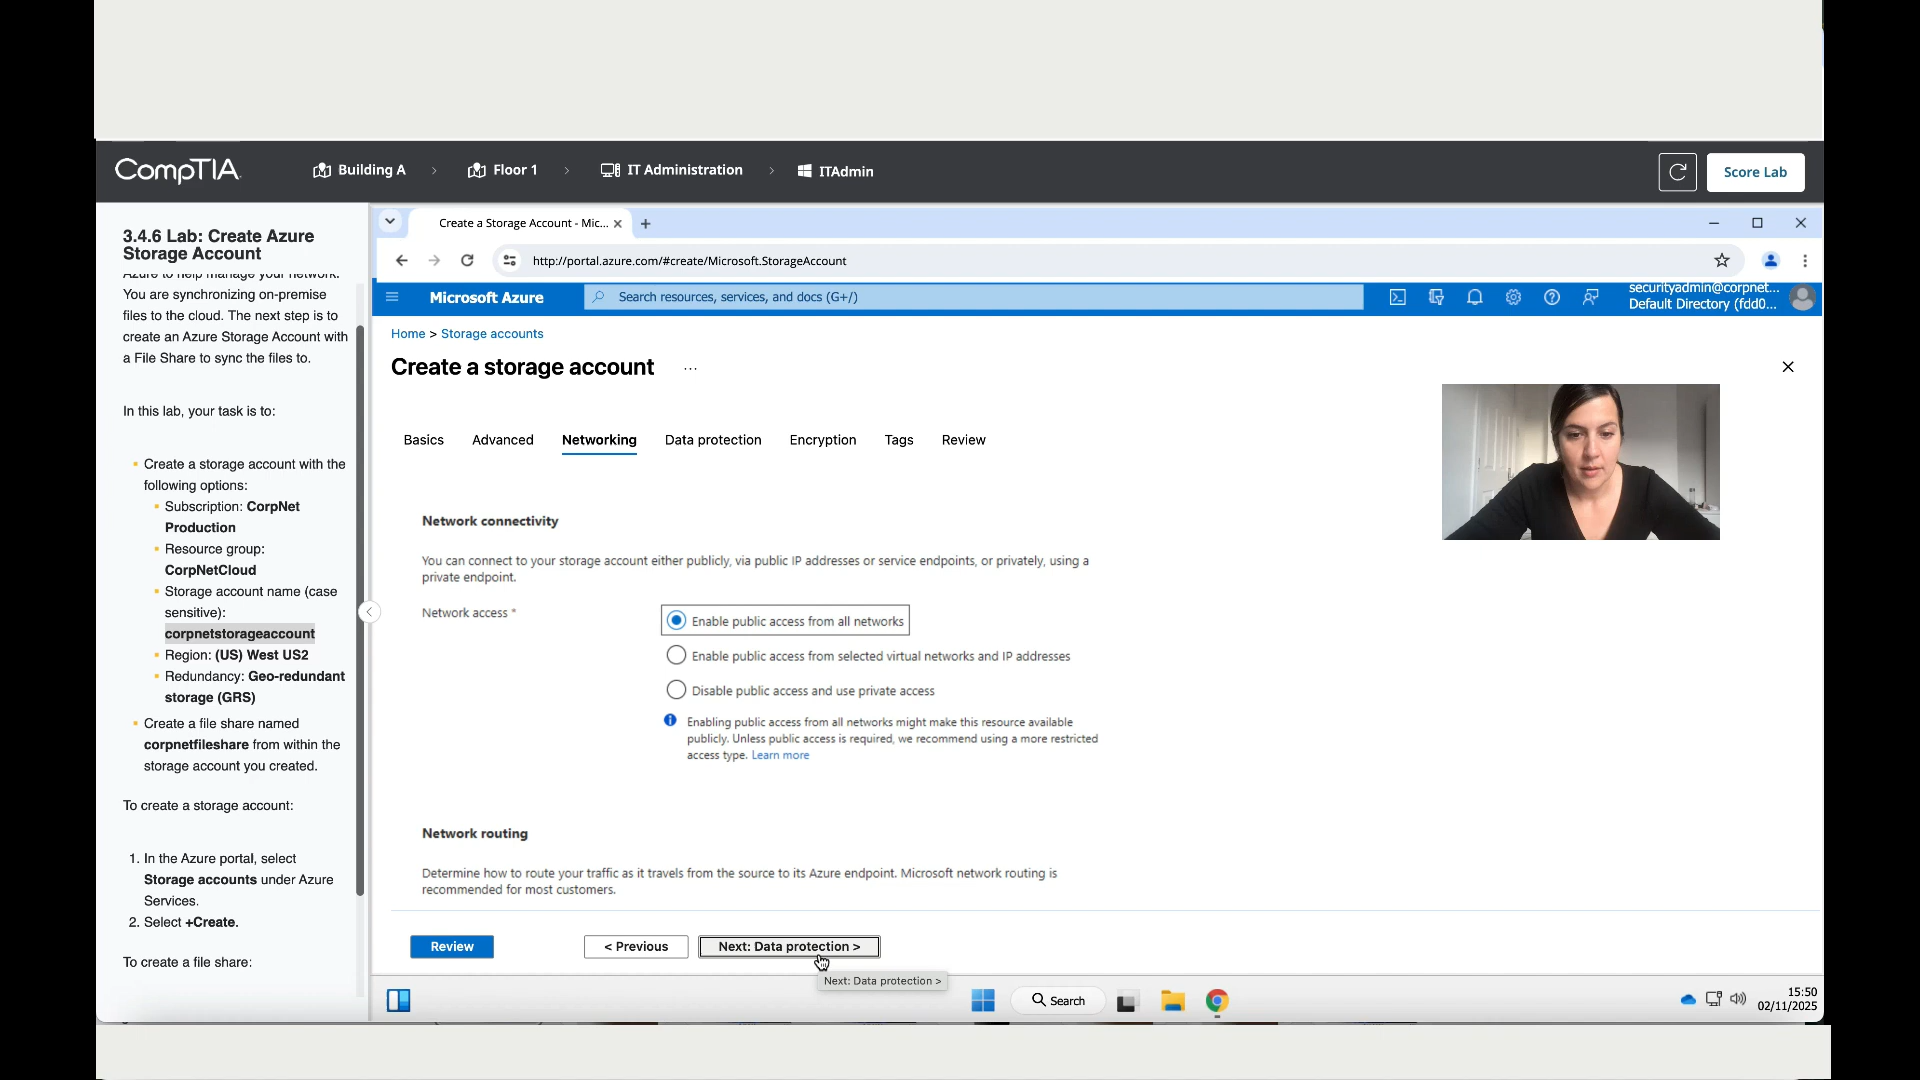 CompTIA
Building A > Floor 1 > IT Administration > ITAdmin
Score Lab
3.4.6 Lab: Create Azure
Storage Account
Azure to help manage your network.
You are synchronizing on-premise
files to the cloud. The next step is to
create an Azure Storage Account with
a File Share to sync the files to.
In this lab, your task is to:
Create a storage account with the
following options:
Subscription: CorpNet
Production
Resource group:
CorpNetCloud
Storage account name (case
sensitive):
corpnetstorageaccount
Region: (US) West US2
Redundancy: Geo-redundant
storage (GRS)
Create a file share named
corpnetfileshare from within the
storage account you created.
To create a storage account:
1. In the Azure portal, select
Storage accounts under Azure
Services.
2. Select +Create.
To create a file share:
Create a Storage Account - Mic...
http://portal.azure.com/#create/Microsoft.StorageAccount
Microsoft Azure
Search resources, services, and docs (G+/)
securityadmin@corpnet...
Default Directory (fdd0...
Home > Storage accounts
Create a storage account ...
Basics Advanced Networking Data protection Encryption Tags Review
Network connectivity
You can connect to your storage account either publicly, via public IP addresses or service endpoints, or privately, using a
private endpoint.
Network access *
Enable public access from all networks
Enable public access from selected virtual networks and IP addresses
Disable public access and use private access
Enabling public access from all networks might make this resource available
publicly. Unless public access is required, we recommend using a more restricted
access type. Learn more
Network routing
Determine how to route your traffic as it travels from the source to its Azure endpoint. Microsoft network routing is
recommended for most customers.
Review
< Previous
Next: Data protection >
Next: Data protection >
Search
15:50
02/11/2025